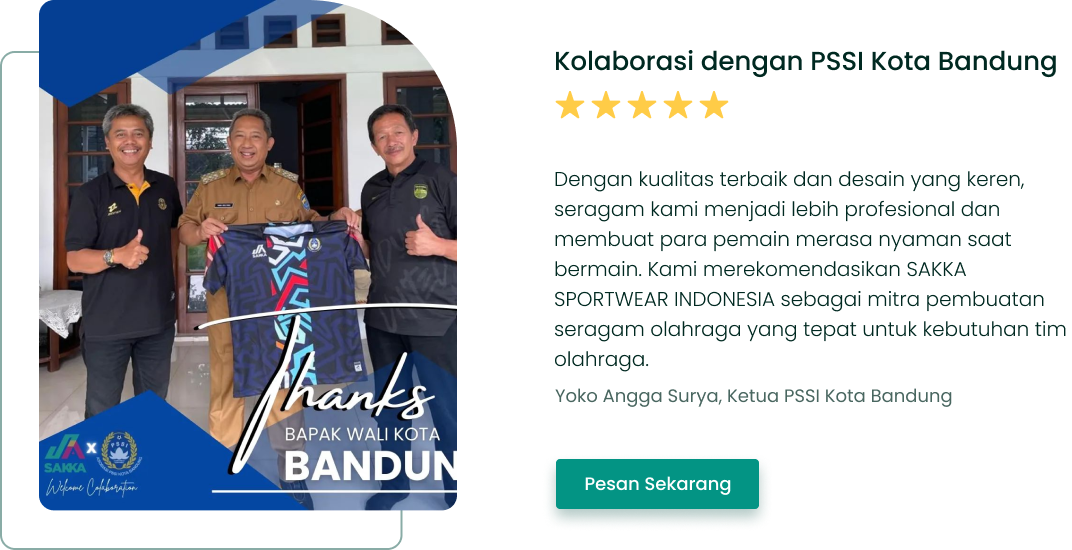 Kolaborasi dengan PSSI Kota Bandung
Dengan kualitas terbaik dan desain yang keren,
seragam kami menjadi lebih profesional dan
membuat para pemain merasa nyaman saat
bermain. Kami merekomendasikan SAKKA
SPORTWEAR INDONESIA sebagai mitra pembuatan
seragam olahraga yang tepat untuk kebutuhan tim
olahraga.
Yoko Angga Surya, Ketua PSSI Kota Bandung
Pesan Sekarang
SAKKA
Thanks
BAPAK WALI KOTA
BANDUN
x
PSSI
SAKKA
Welcome Colaboration